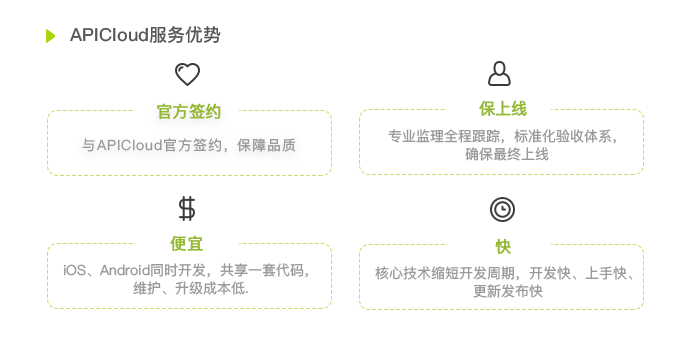 APICloud服务优势
官方签约
与APICloud官方签约，保障品质
保上线
专业监理全程跟踪，标准化验收体系，
确保最终上线
便宜
iOS、Android同时开发，共享一套代码，
维护、升级成本低.
快
核心技术缩短开发周期，开发快、上手快、
更新发布快